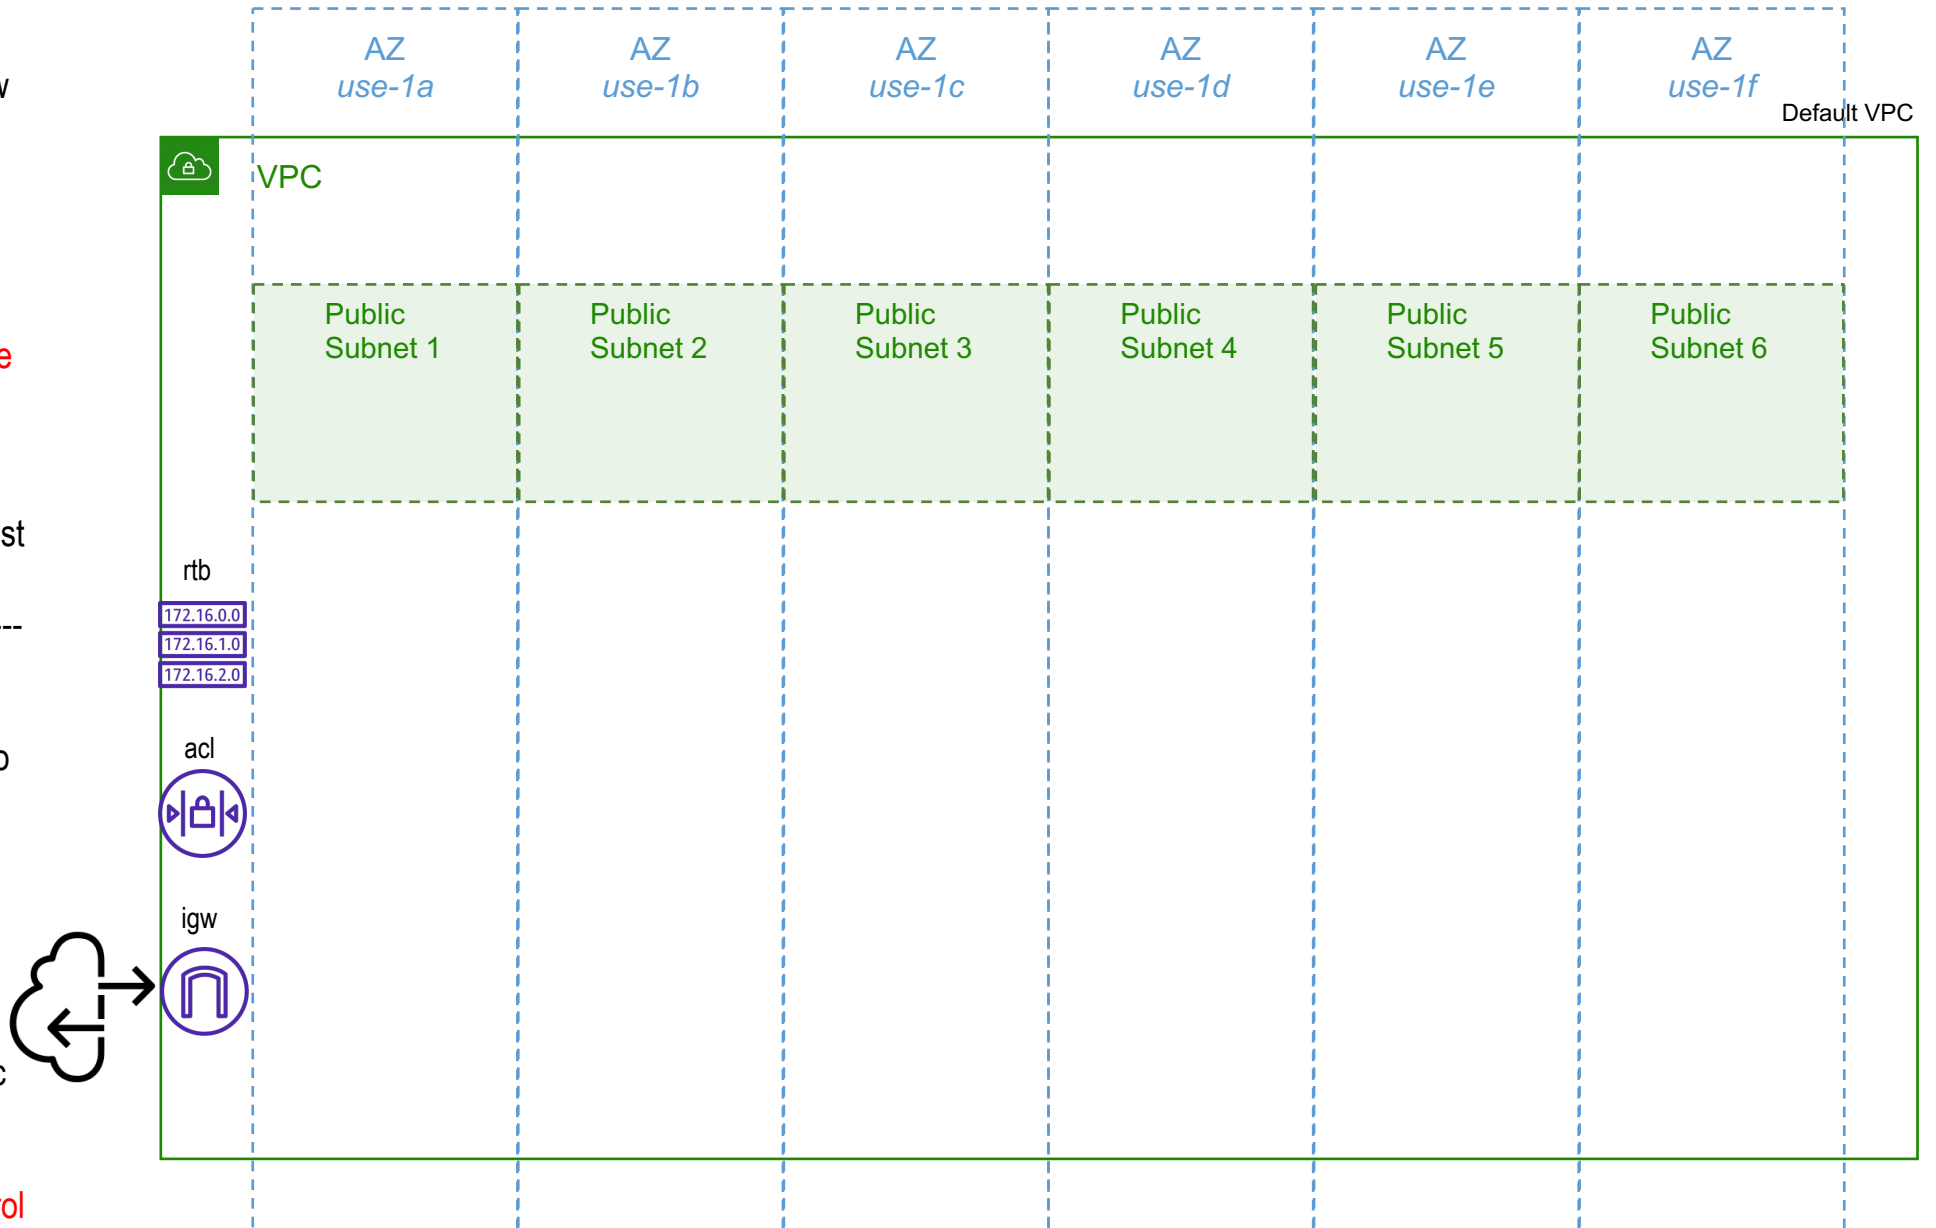 AZ
use-1a
AZ
use-1b
AZ
use-1c
AZ
use-1d
AZ
use-1e
AZ
use-1f
Default VPC
VPC
Public
Subnet 1
Public
Subnet 2
Public
Subnet 3
Public
Subnet 4
Public
Subnet 5
Public
Subnet 6
rtb
172.16.0.0
172.16.1.0
172.16.2.0
acl
igw